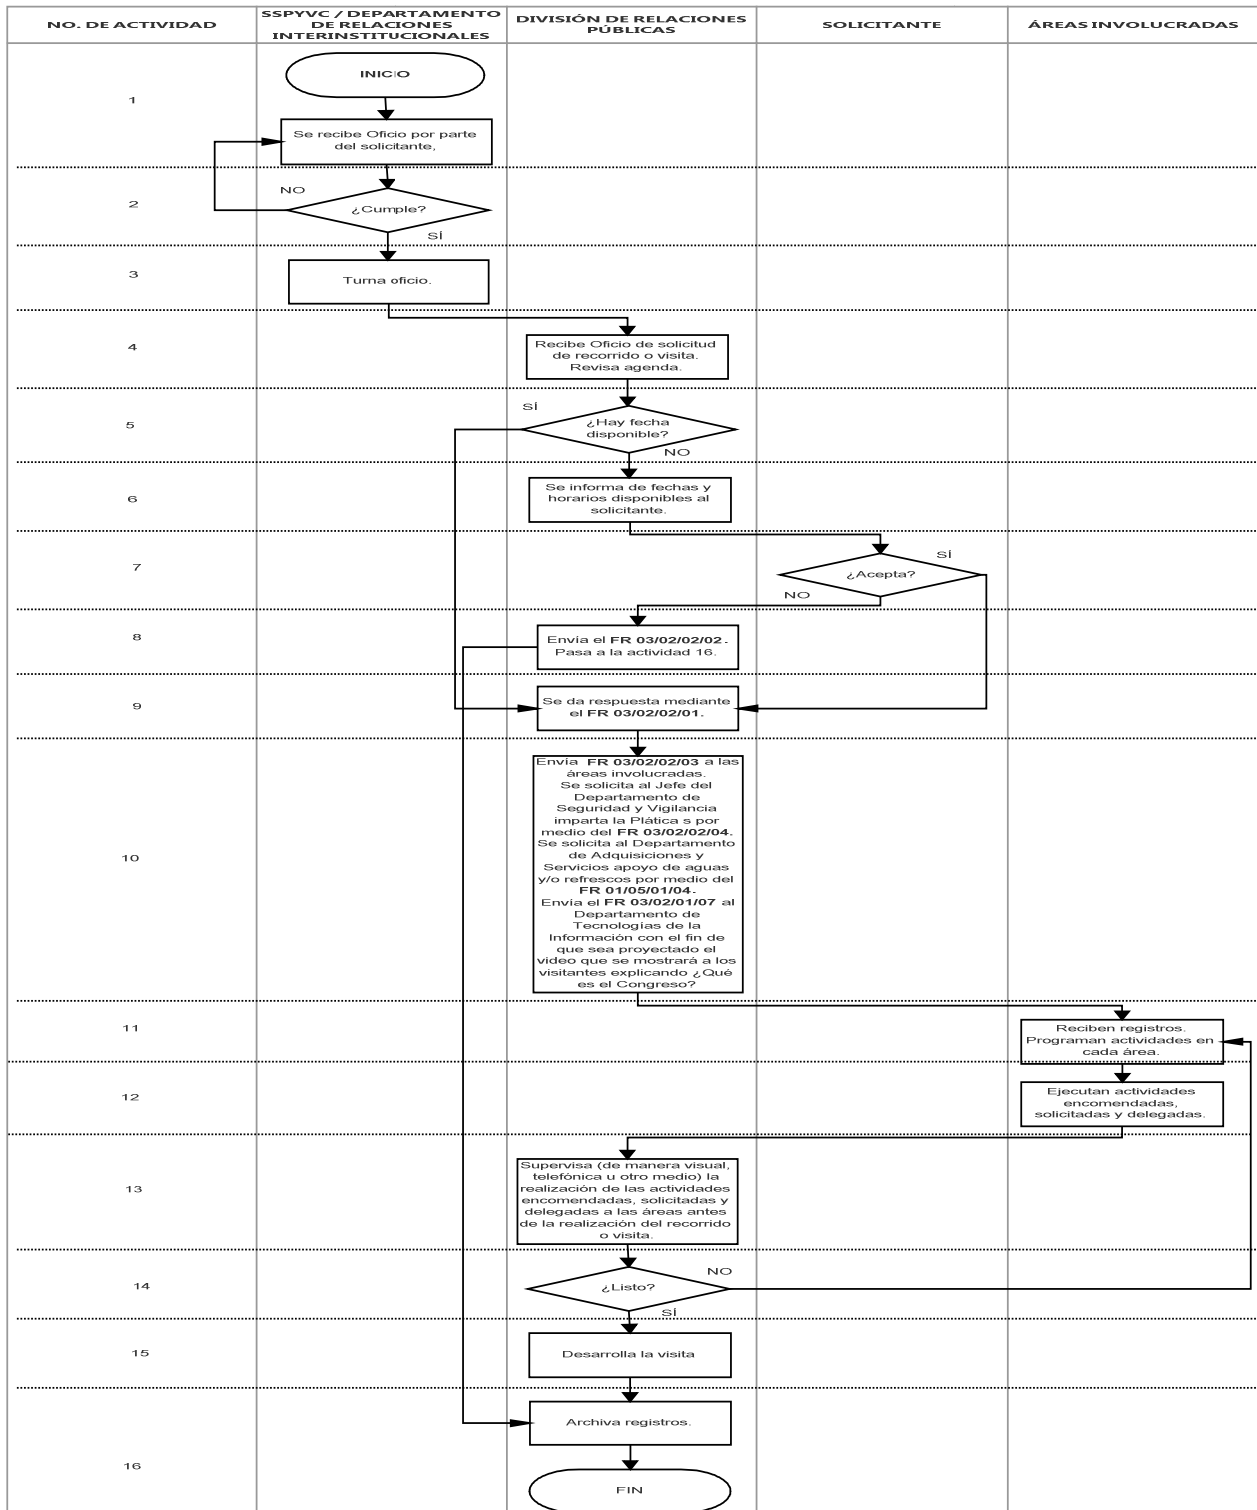 NO. DE ACTIVIDAD
SSPYVC / DEPARTAMENTO
DE RELACIONES
INTERINSTITUCIONALES
DIVISIÓN DE RELACIONES
PÚBLICAS
SOLICITANTE
ÁREAS INVOLUCRADAS
1
INICIO
Se recibe Oficio por parte
del solicitante,
2
NO
¿Cumple?
SÍ
3
Turna oficio.
4
Recibe Oficio de solicitud
de recorrido o visita.
Revisa agenda.
5
SÍ
¿Hay fecha
disponible?
NO
6
Se informa de fechas y
horarios disponibles al
solicitante.
7
SÍ
¿Acepta?
NO
8
Envía el FR 03/02/02/02.
Pasa a la actividad 16.
9
Se da respuesta mediante
el FR 03/02/02/01.
10
Envía FR 03/02/02/03 a las
áreas involucradas.
Se solicita al Jefe del
Departamento de
Seguridad y Vigilancia
imparta la Plática s por
medio del FR 03/02/02/04.
Se solicita al Departamento
de Adquisiciones y
Servicios apoyo de aguas
y/o refrescos por medio del
FR 01/05/01/04.
Envía el FR 03/02/01/07 al
Departamento de
Tecnologías de la
Información con el fin de
que sea proyectado el
video que se mostrará a los
visitantes explicando ¿Qué
es el Congreso?
11
Reciben registros.
Programan actividades en
cada área.
12
Ejecutan actividades
encomendadas,
solicitadas y delegadas.
13
Supervisa (de manera visual,
telefónica u otro medio) la
realización de las actividades
encomendadas, solicitadas y
delegadas a las áreas antes
de la realización del recorrido
o visita.
14
NO
¿Listo?
SÍ
15
Desarrolla la visita
16
Archiva registros.
FIN